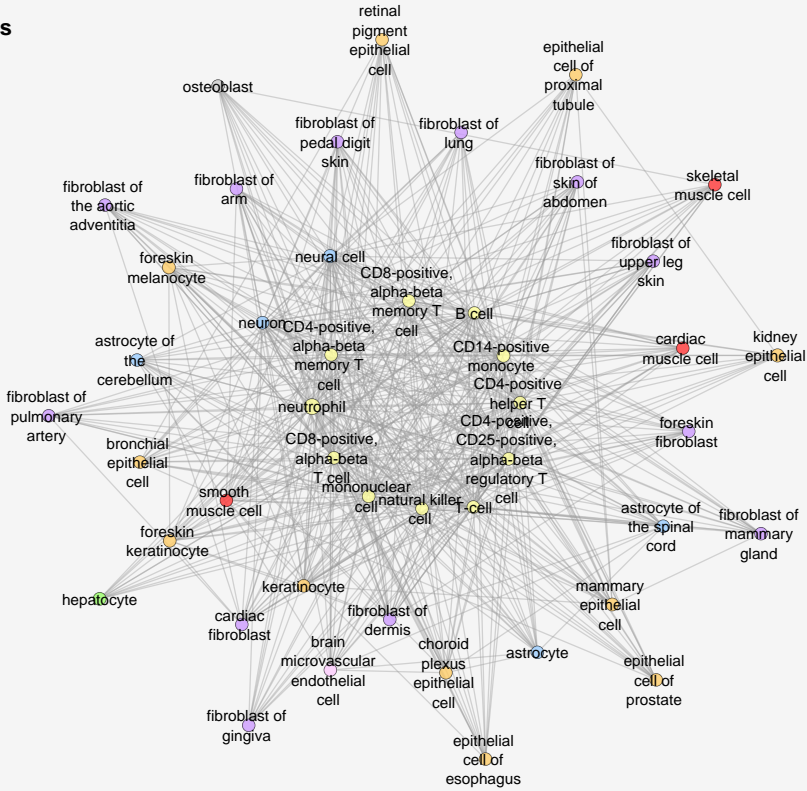 s
retinal
pigment
epithelial
cell
epithelial
cell of
proximal
tubule
osteoblast
fibroblast of
pedal digit
skin
fibroblast of
lung
fibroblast of
skin of
abdomen
skeletal
muscle cell
fibroblast of
the aortic
adventitia
fibroblast of
arm
foreskin
melanocyte
neural cell
fibroblast of
upper leg
skin
CD8-positive,
alpha-beta
memory T
cell
B cell
neuron
CD4-positive,
alpha-beta
memory T
cell
CD14-positive
monocyte
cardiac
muscle cell
kidney
epithelial
cell
astrocyte of
the
cerebellum
CD4-positive
helper T
cell
fibroblast of
pulmonary
artery
neutrophil
CD4-positive,
CD25-positive,
alpha-beta
regulatory T
cell
foreskin
fibroblast
bronchial
epithelial
cell
CD8-positive,
alpha-beta
T cell
mononuclear
cell
natural killer
cell
T-cell
smooth
muscle cell
foreskin
keratinocyte
astrocyte of
the spinal
cord
fibroblast of
mammary
gland
hepatocyte
keratinocyte
mammary
epithelial
cell
cardiac
fibroblast
fibroblast of
dermis
brain
microvascular
endothelial
cell
choroid
plexus
epithelial
cell
astrocyte
epithelial
cell of
prostate
fibroblast of
gingiva
epithelial
cell of
esophagus